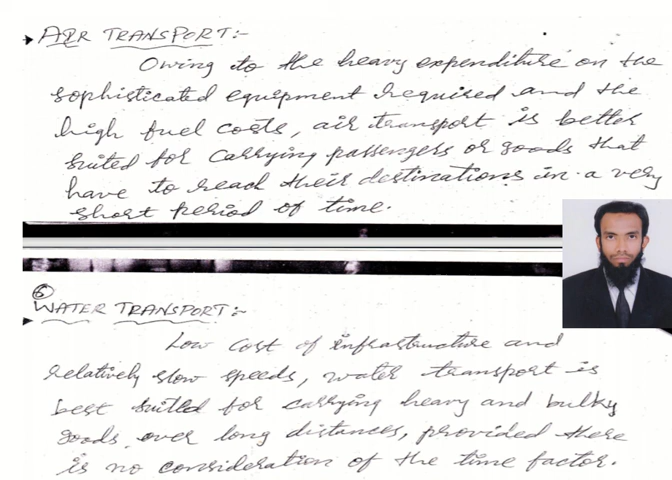 AIR TRANSPORT:-
Owing to the heavy expenditure on the
sophisticated equipment required and the
high fuel costs, air transport is better
suited for carrying passengers or goods that
have to reach their destinations in a very
short period of time.
6
WATER TRANSPORT:-
Low cost of infrastructure and
relatively slow speeds, water transport is
best suited for carrying heavy and bulky
goods over long distances, provided there
is no consideration of the time factor.